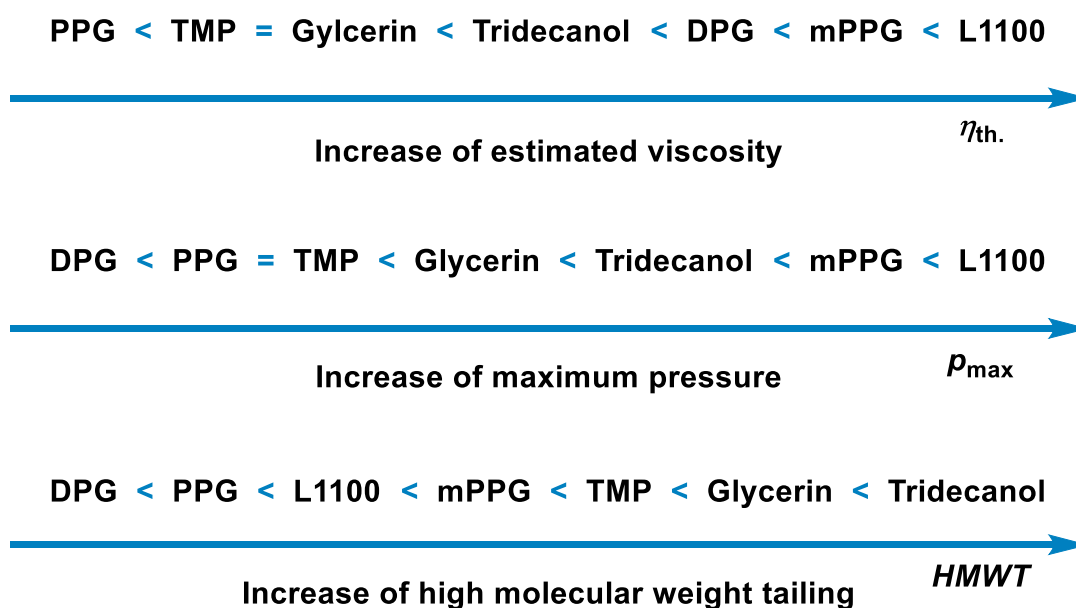 PPG < TMP = Gylcerin < Tridecanol < DPG < mPPG < L1100
ηth.
Increase of estimated viscosity
DPG < PPG = TMP < Glycerin < Tridecanol < mPPG < L1100
pmax
Increase of maximum pressure
DPG < PPG < L1100 < mPPG < TMP < Glycerin < Tridecanol
HMWT
Increase of high molecular weight tailing